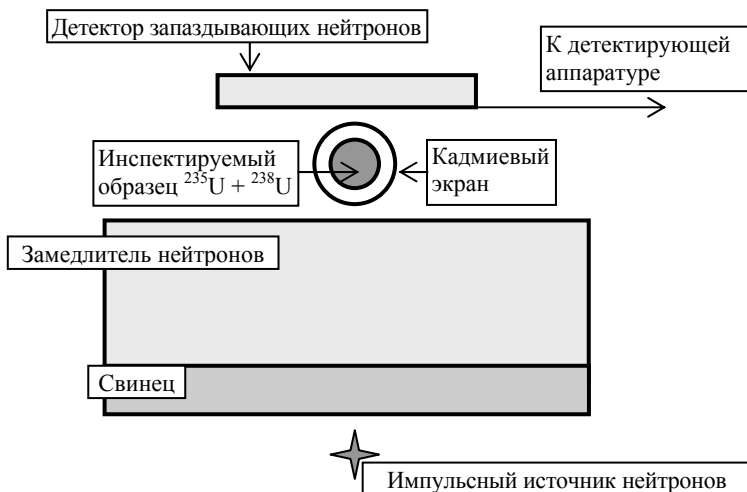 Детектор запаздывающих нейтронов
К детектирующей
аппаратуре
Инспектируемый
образец ²³⁵U + ²³⁸U
Кадмиевый
экран
Замедлитель нейтронов
Свинец
Импульсный источник нейтронов